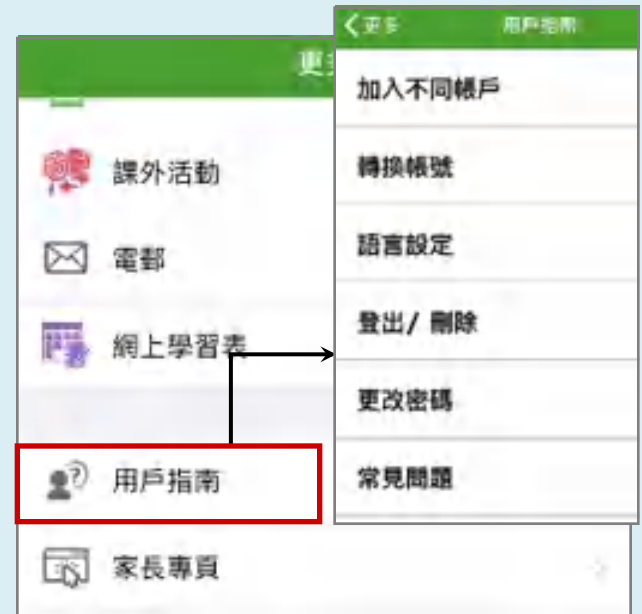 更
課外活動
電郵
網上學習表
用戶指南
家長專頁
更多
用戶指南
加入不同帳戶
轉換帳號
語言設定
登出/ 刪除
更改密碼
常見問題